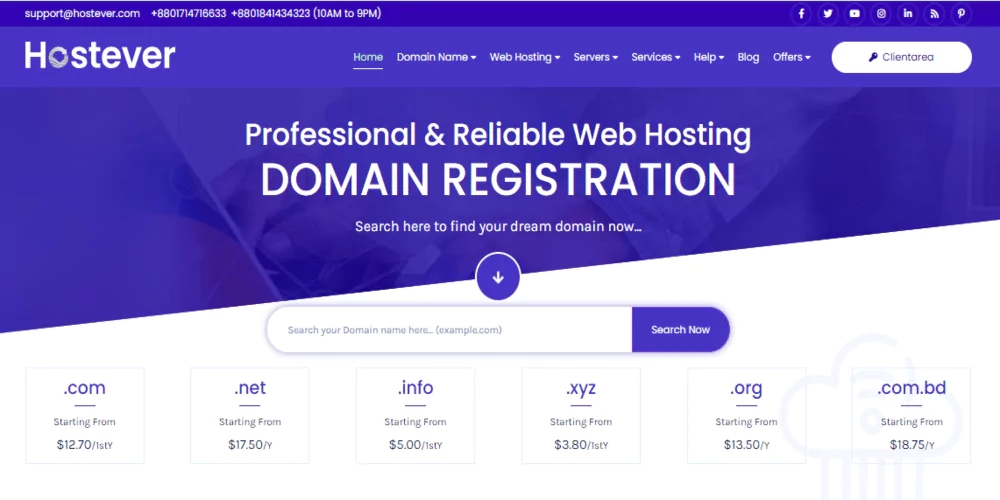 support@hostever.com +8801714716633 +8801841434323 (10AM to 9PM)
Hostever
Home Domain Name Web Hosting Servers Services Help Blog Offers Clientarea
Professional & Reliable Web Hosting
DOMAIN REGISTRATION
Search here to find your dream domain now...
Search your Domain name here... (example.com) Search Now
.com .net .info .xyz .org .com.bd
Starting From Starting From Starting From Starting From Starting From Starting From
$12.70/1stY $17.50/Y $5.00/1stY $3.80/1stY $13.50/Y $18.75/Y